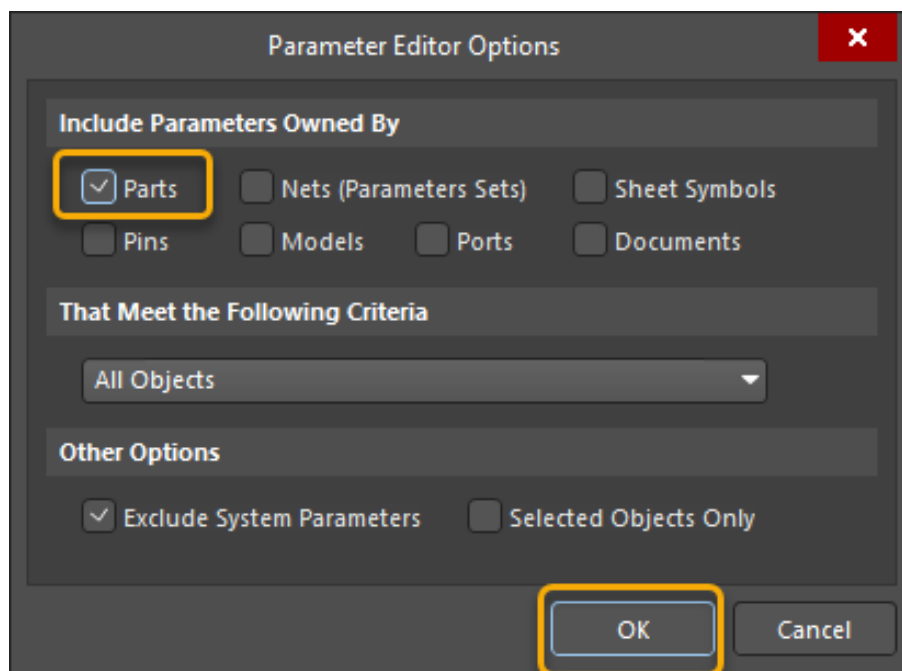 Parameter Editor Options
Include Parameters Owned By
Parts Nets (Parameters Sets) Sheet Symbols
Pins Models Ports Documents
That Meet the Following Criteria
All Objects
Other Options
Exclude System Parameters Selected Objects Only
OK Cancel